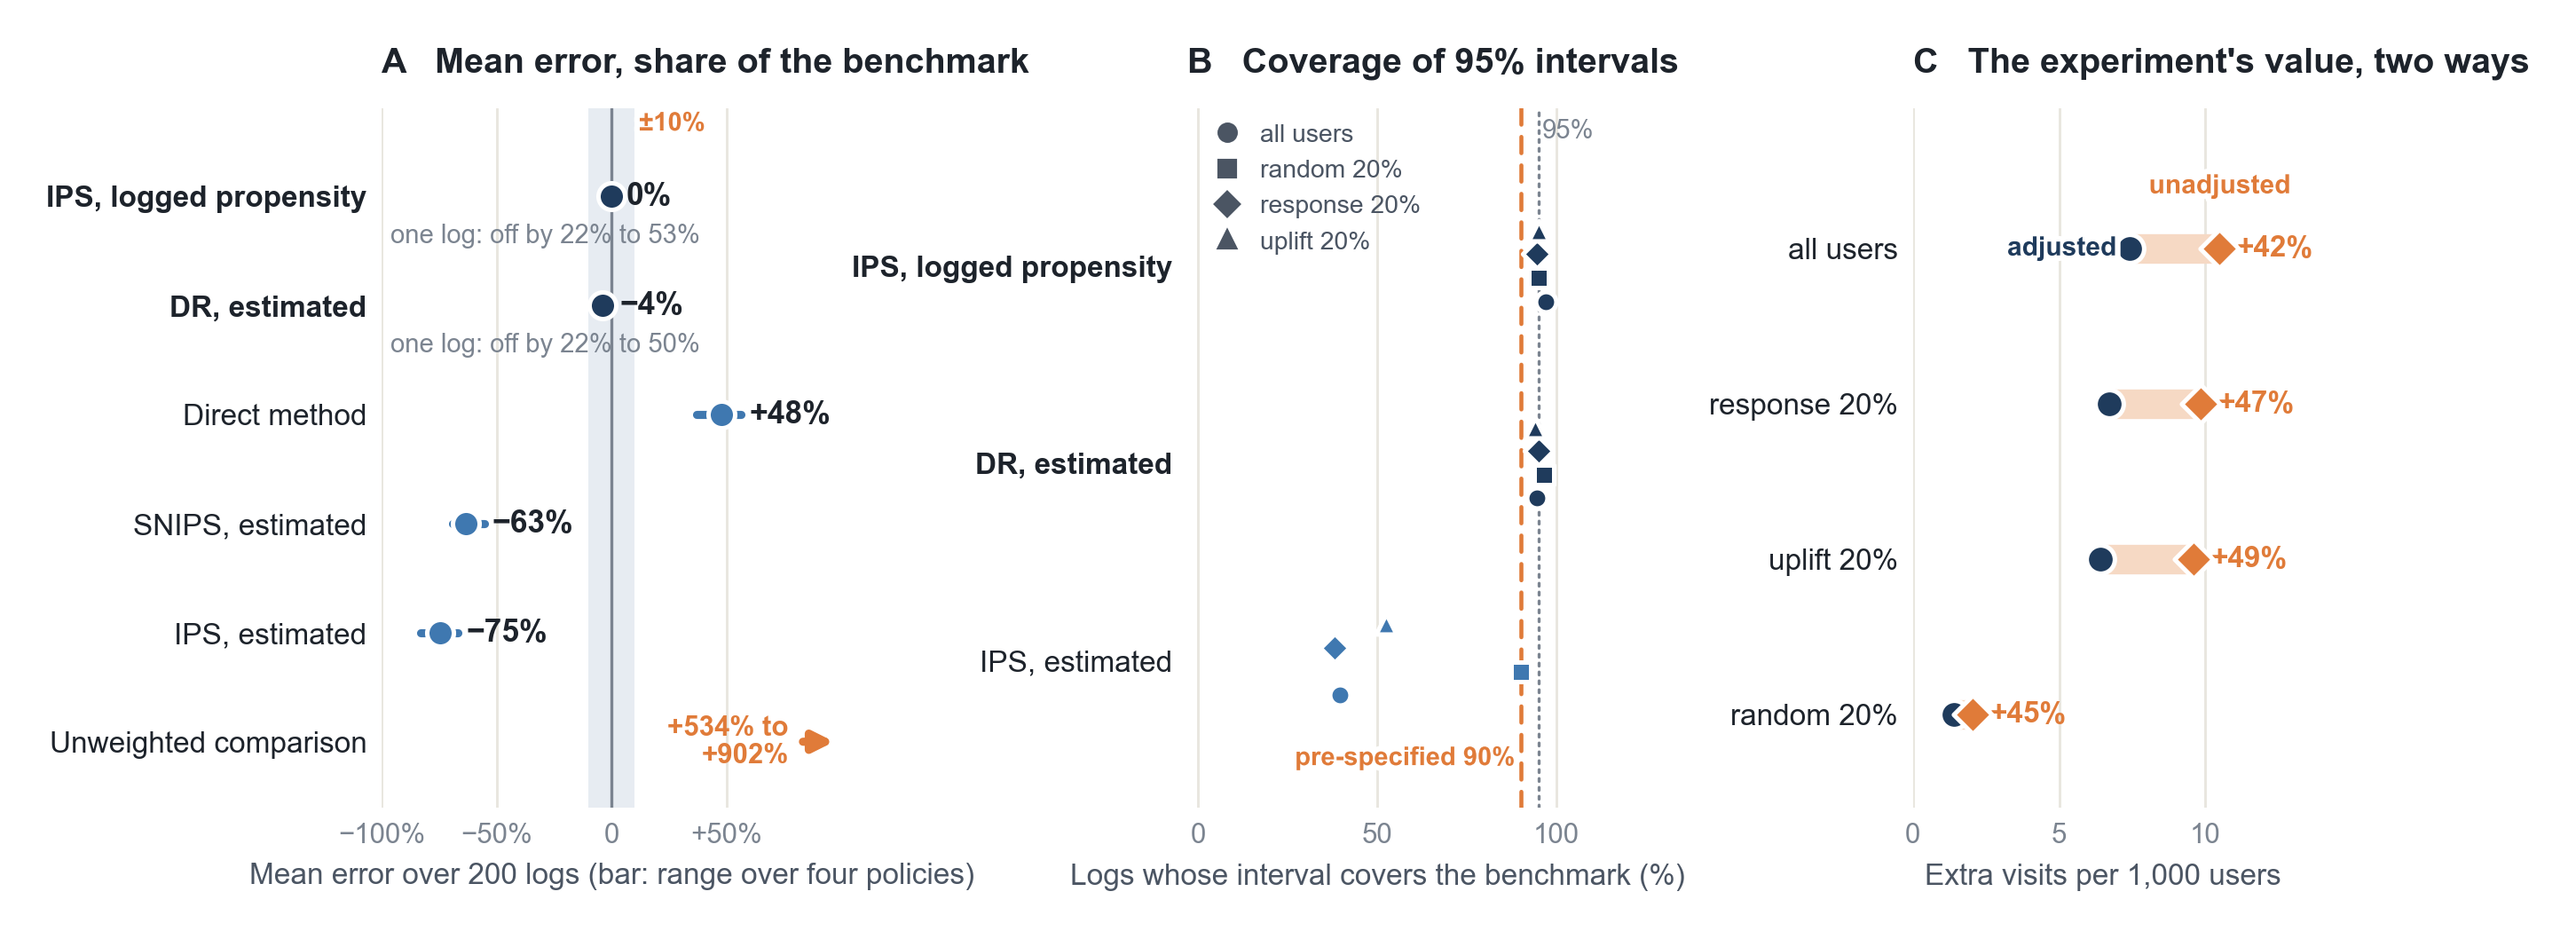 A Mean error, share of the benchmark
±10%
IPS, logged propensity
0%
one log: off by 22% to 53%
DR, estimated
−4%
one log: off by 22% to 50%
Direct method
+48%
SNIPS, estimated
−63%
IPS, estimated
−75%
Unweighted comparison
+534% to
+902%
−100% −50% 0 +50%
Mean error over 200 logs (bar: range over four policies)
B Coverage of 95% intervals
all users
random 20%
response 20%
uplift 20%
95%
IPS, logged propensity
DR, estimated
IPS, estimated
pre-specified 90%
0 50 100
Logs whose interval covers the benchmark (%)
C The experiment's value, two ways
unadjusted
all users
adjusted
+42%
response 20%
+47%
uplift 20%
+49%
random 20%
+45%
0 5 10
Extra visits per 1,000 users